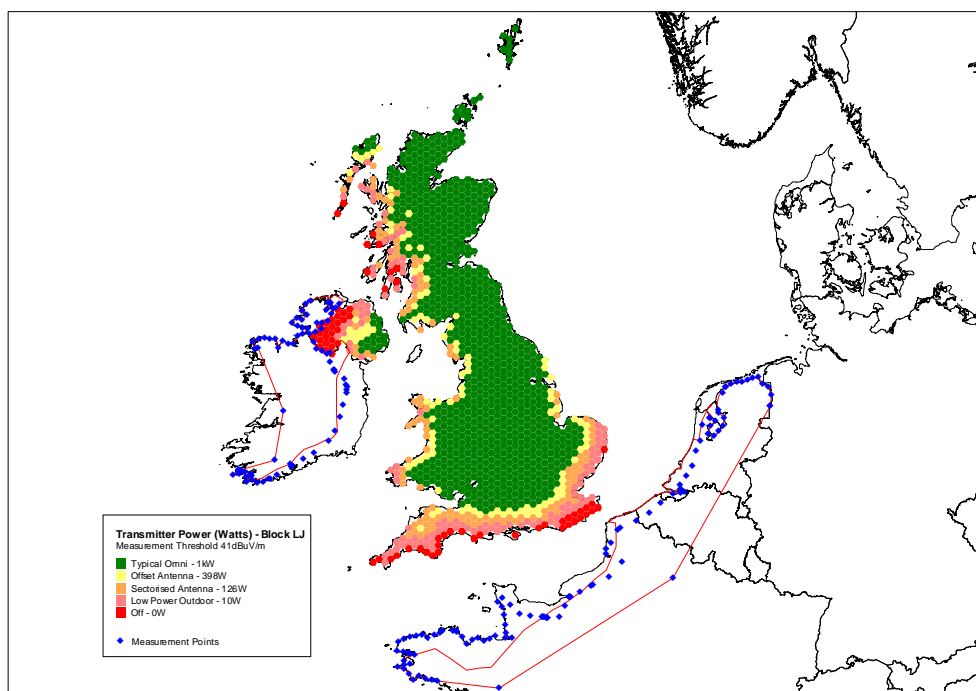 Transmitter Power (Watts) - Block LJ
Measurement Threshold 41dBuV/m
Typical Omni - 1kW
Offset Antenna - 398W
Sectorised Antenna - 126W
Low Power Outdoor - 10W
Off - 0W
Measurement Points